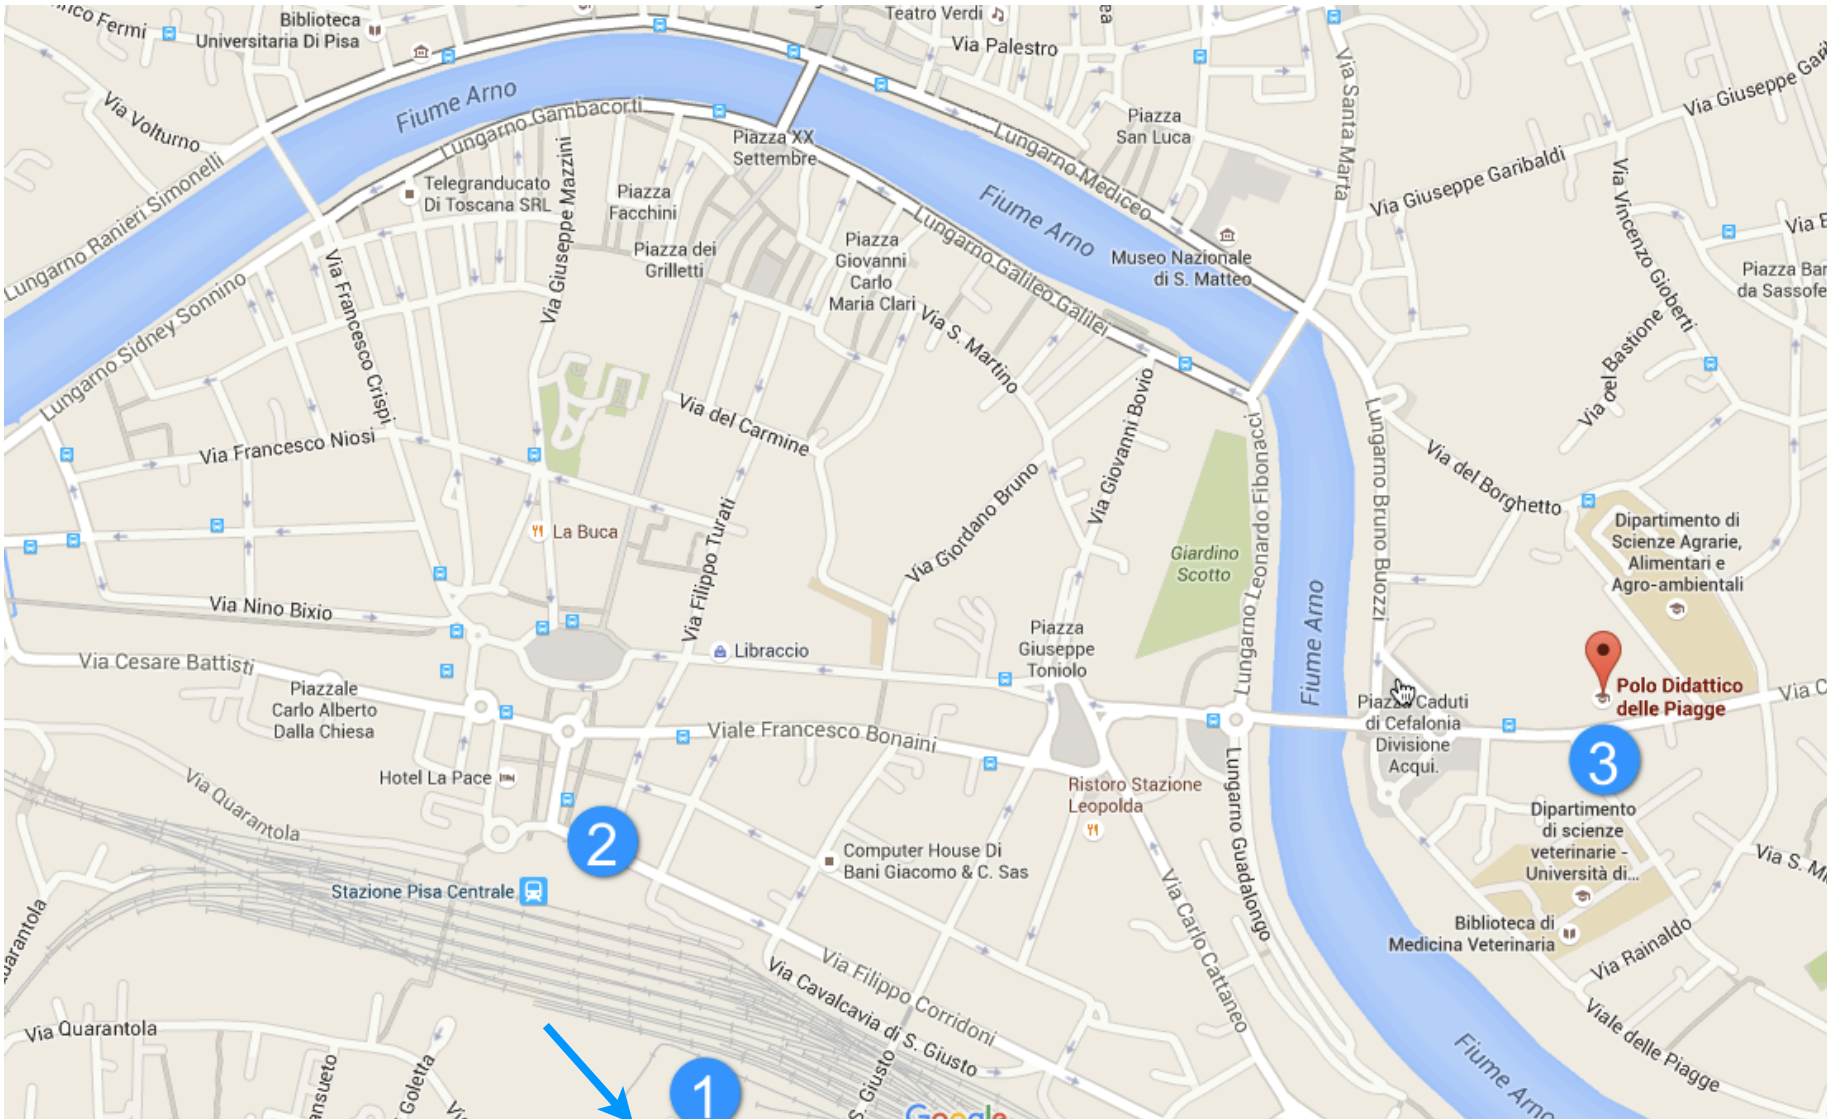 Enrico Fermi
Biblioteca
Universitaria Di Pisa
Teatro Verdi
Via Palestro
Via Santa Marta
Via Giuseppe
Via Volturno
Fiume Arno
Lungarno Gambacorti
Piazza XX
Settembre
Lungarno Mediceo
Piazza
San Luca
Via Giuseppe Garibaldi
Via Vincenzo Gioberti
Lungarno Ranieri Simonelli
Telegranducato
Di Toscana SRL
Via Giuseppe Mazzini
Piazza
Facchini
Piazza dei
Grilletti
Piazza
Giovanni
Carlo
Maria Clari
Lungarno Galileo Galilei
Fiume Arno
Museo Nazionale
di S. Matteo
Piazza Bar
da Sassofe
Lungarno Sidney Sonnino
Via Francesco Crispi
Via S. Martino
Via Giovanni Bovio
Via del Bastione
Via Francesco Niosi
Via del Carmine
Lungarno Leonardo Fibonacci
Lungarno Bruno Buozzi
Via del Borghetto
La Buca
Via Filippo Turati
Via Giordano Bruno
Giardino
Scotto
Fiume Arno
Dipartimento di
Scienze Agrarie,
Alimentari e
Agro-ambientali
Via Nino Bixio
Libraccio
Piazza
Giuseppe
Toniolo
Via Cesare Battisti
Piazzale
Carlo Alberto
Dalla Chiesa
Viale Francesco Bonaini
Piazza Caduti
di Cefalonia
Divisione
Acqui.
Polo Didattico
delle Piagge
Via C
3
Hotel La Pace
Via Quarantola
Ristoro Stazione
Leopolda
Lungarno Guadalongo
Dipartimento
di scienze
veterinarie -
Università di...
2
Computer House Di
Bani Giacomo & C. Sas
Stazione Pisa Centrale
Via Carlo Cattaneo
Via S. Mi
Biblioteca di
Medicina Veterinaria
Via Rainaldo
Via Filippo Corridoni
Via Cavalcavia di S. Giusto
Via Quarantola
Viale delle Piagge
Fiume Arno
1
S. Giusto
Goletta
Google